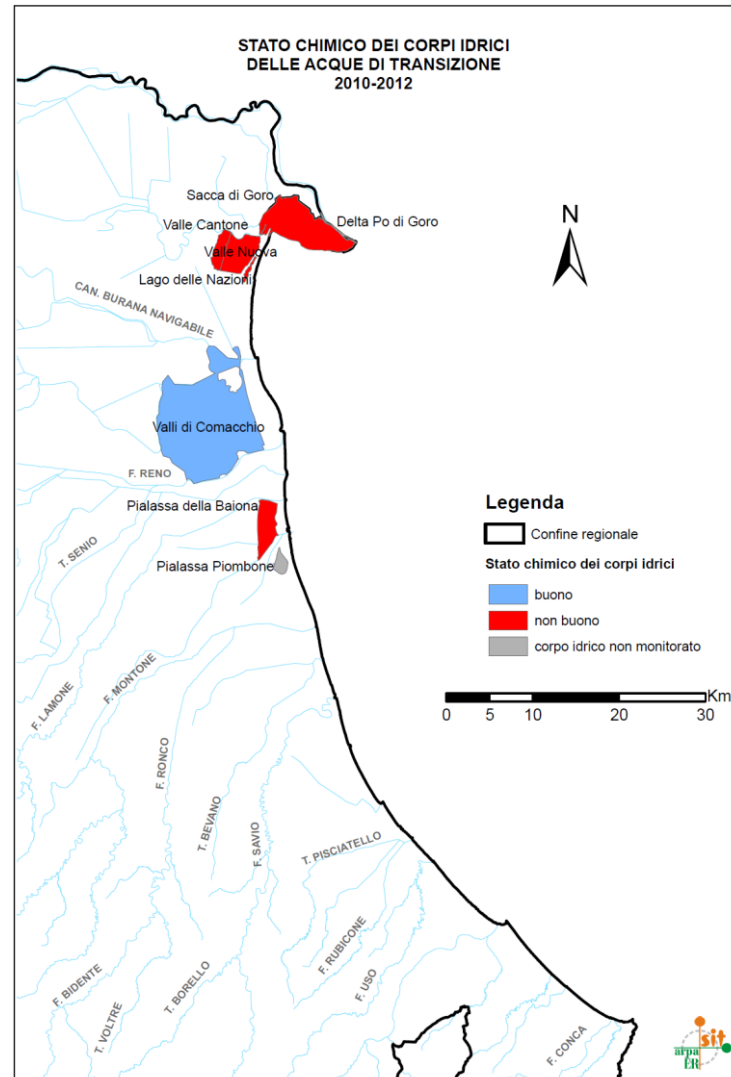 STATO CHIMICO DEI CORPI IDRICI
DELLE ACQUE DI TRANSIZIONE
2010-2012
Sacca di Goro
Delta Po di Goro
Valle Cantone
Valle Nuova
Lago delle Nazioni
N
CAN. BURANA NAVIGABILE
Valli di Comacchio
F. RENO
Pialassa della Baiona
T. SENIO
Pialassa Piombone
Legenda
Confine regionale
Stato chimico dei corpi idrici
buono
non buono
corpo idrico non monitorato
Km
0 5 10 20 30
F. LAMONE
F. MONTONE
F. RONCO
T. BEVANO
F. SAVIO
T. PISCIATELLO
F. RUBICONE
F. USO
F. BIDENTE
T. VOLTRE
T. BORELLO
F. CONCA
sit
arpa
ER